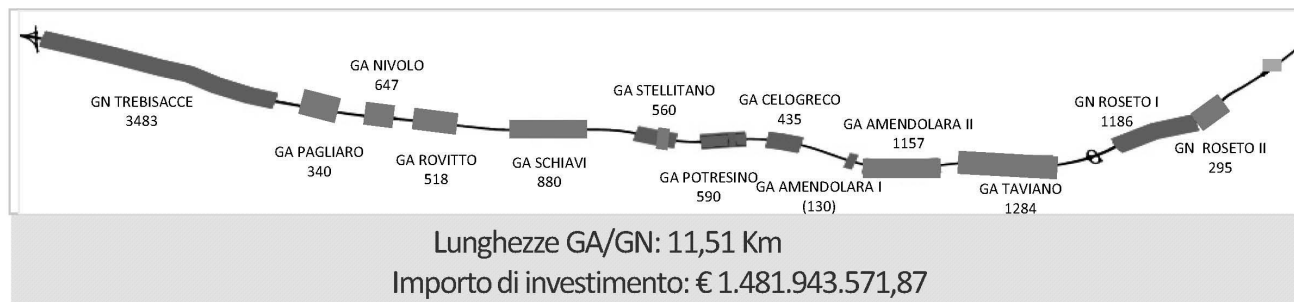 GN TREBISACCE
3483
GA PAGLIARO
340
GA NIVOLO
647
GA ROVITTO
518
GA SCHIAVI
880
GA STELLITANO
560
GA POTRESINO
590
GA CELOGRECO
435
GA AMENDOLARA I
(130)
GA AMENDOLARA II
1157
GA TAVIANO
1284
GN ROSETO I
1186
GN ROSETO II
295
Lunghezze GA/GN: 11,51 Km
Importo di investimento: € 1.481.943.571,87